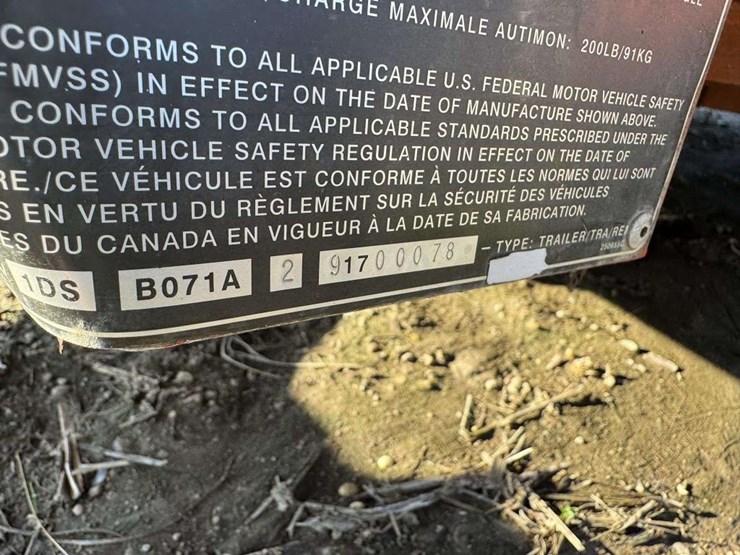 CHARGE MAXIMALE AUTIMON: 200LB/91KG
CONFORMS TO ALL APPLICABLE U.S. FEDERAL MOTOR VEHICLE SAFETY
FMVSS) IN EFFECT ON THE DATE OF MANUFACTURE SHOWN ABOVE.
CONFORMS TO ALL APPLICABLE STANDARDS PRESCRIBED UNDER THE
OTOR VEHICLE SAFETY REGULATION IN EFFECT ON THE DATE OF
RE./CE VÉHICULE EST CONFORME À TOUTES LES NORMES QUI LUI SONT
S EN VERTU DU RÈGLEMENT SUR LA SÉCURITÉ DES VÉHICULES
ES DU CANADA EN VIGUEUR À LA DATE DE SA FABRICATION.
1DS B071A 2 91700078 - TYPE: TRAILER/TRA/REM